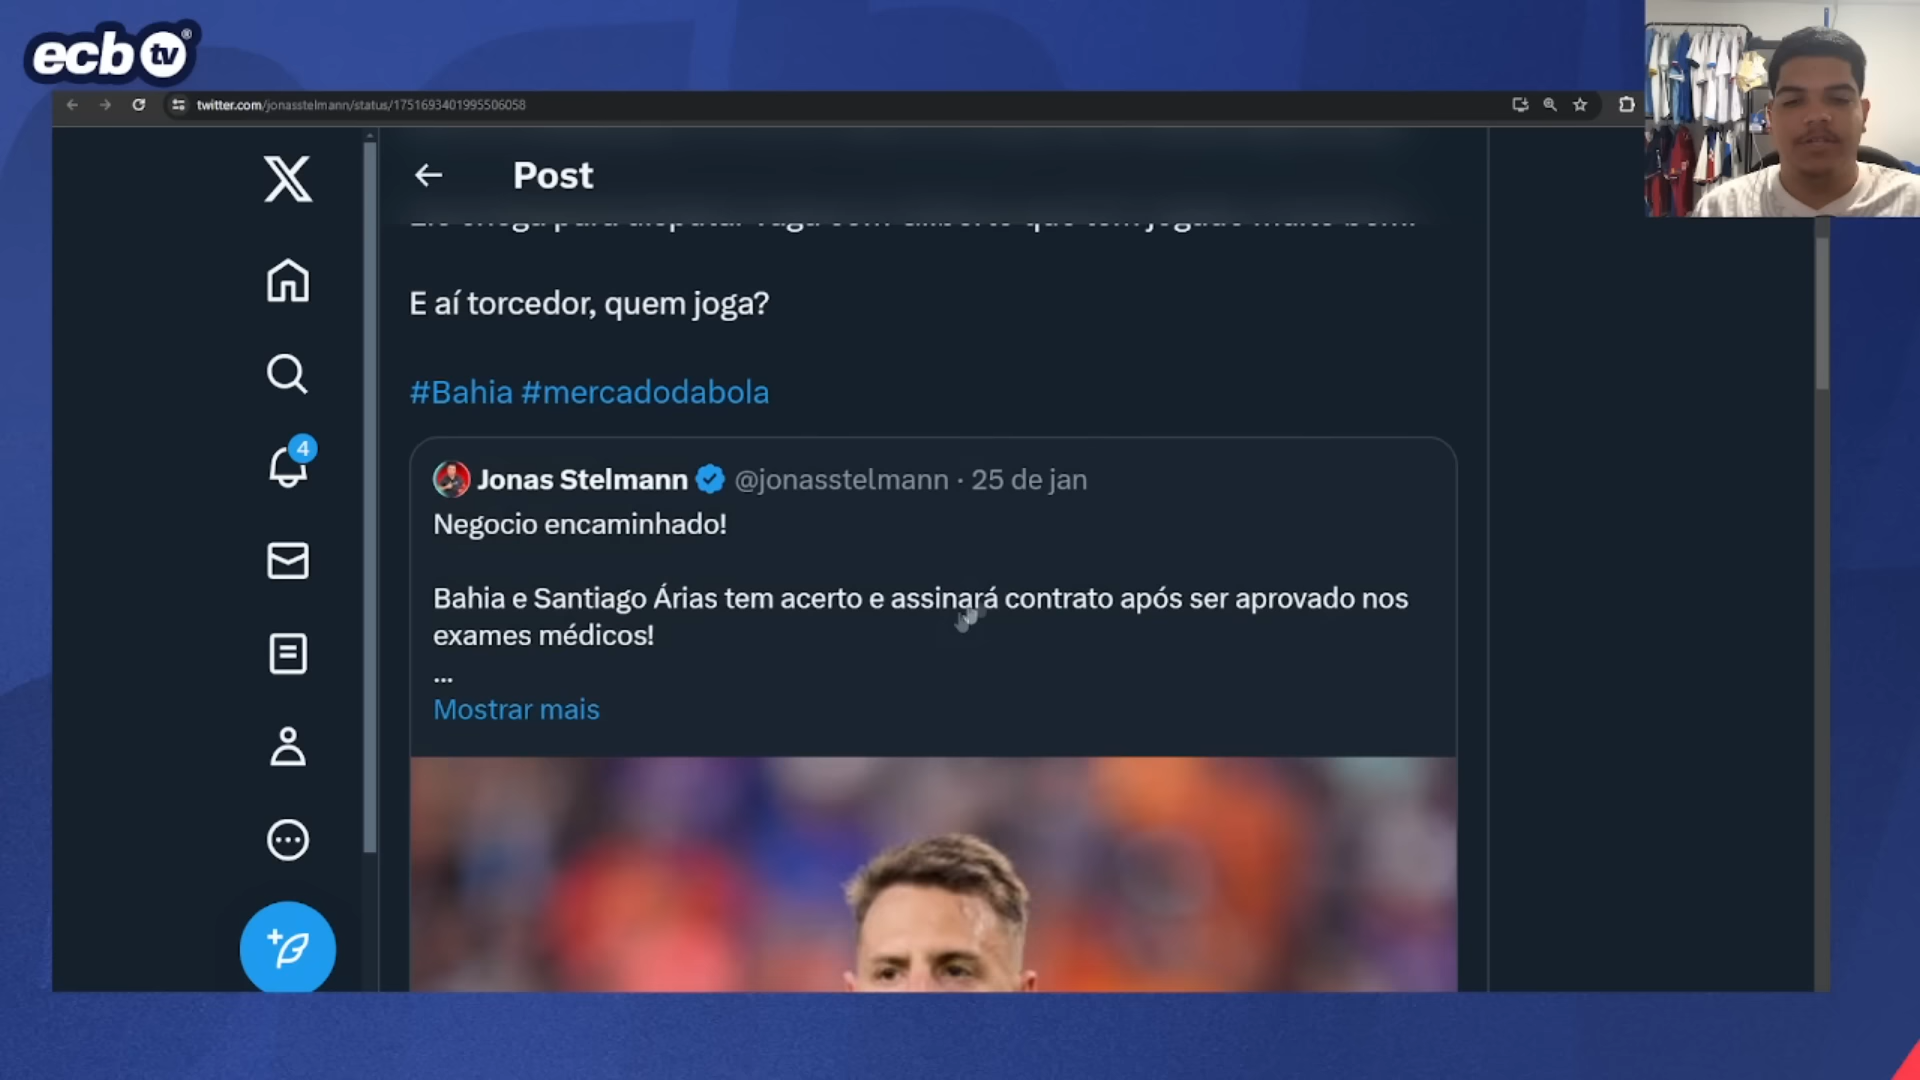 ecb tv®
twitter.com/jonasstelmann/status/1751693401995506058
Post
E aí torcedor, quem joga?
#Bahia #mercadodabola
4
Jonas Stelmann @jonasstelmann · 25 de jan
Negocio encaminhado!
Bahia e Santiago Árias tem acerto e assinará contrato após ser aprovado nos
exames médicos!
...
Mostrar mais